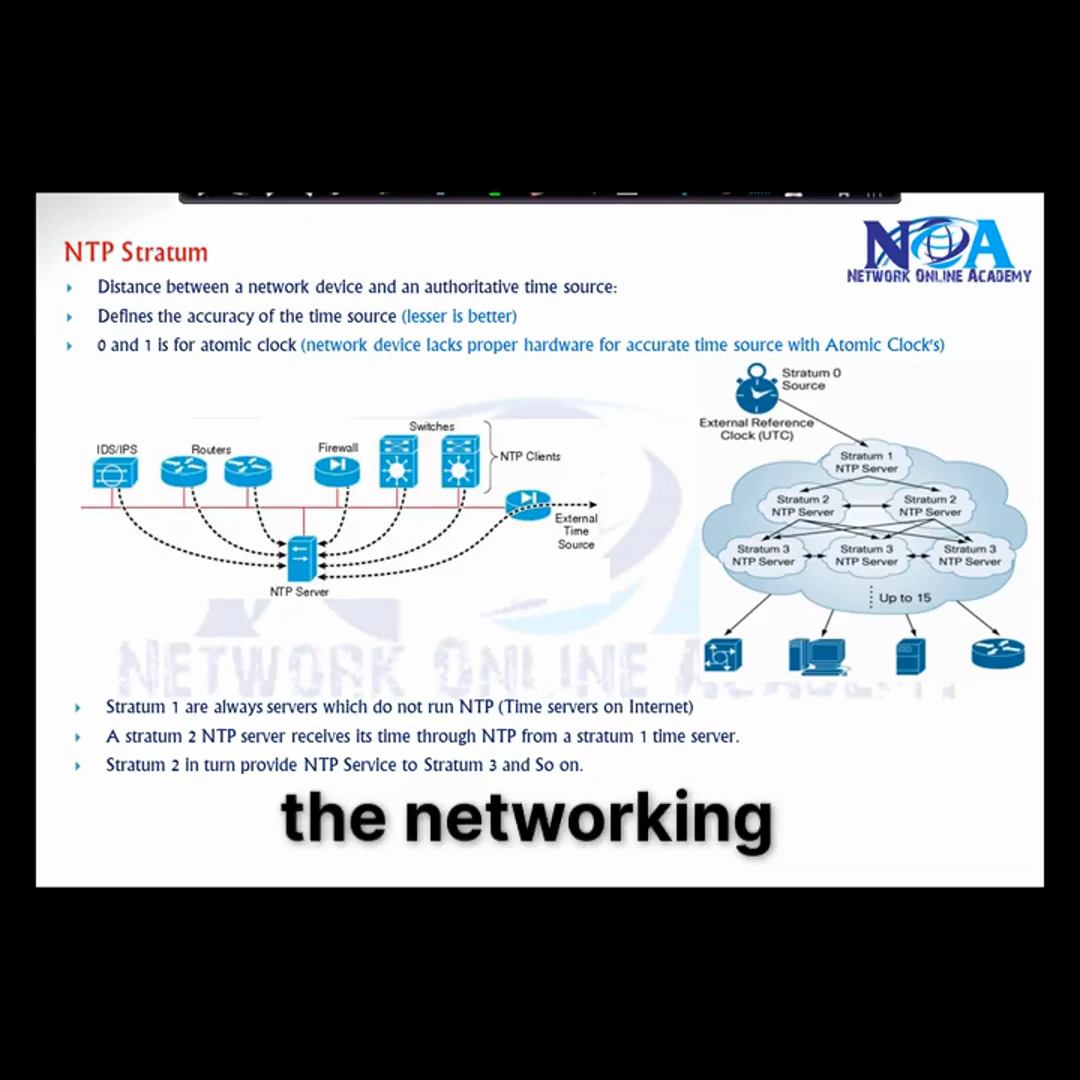 NTP Stratum
NOA
NETWORK ONLINE ACADEMY
Distance between a network device and an authoritative time source:
Defines the accuracy of the time source (lesser is better)
0 and 1 is for atomic clock (network device lacks proper hardware for accurate time source with Atomic Clock's)
IDS/IPS
Routers
Firewall
Switches
NTP Clients
External
Time
Source
NTP Server
Stratum 0
Source
External Reference
Clock (UTC)
Stratum 1
NTP Server
Stratum 2
NTP Server
Stratum 2
NTP Server
Stratum 3
NTP Server
Stratum 3
NTP Server
Stratum 3
NTP Server
Up to 15
NETWORK ONLINE ACADEMY
Stratum 1 are always servers which do not run NTP (Time servers on Internet)
A stratum 2 NTP server receives its time through NTP from a stratum 1 time server.
Stratum 2 in turn provide NTP Service to Stratum 3 and So on.
the networking